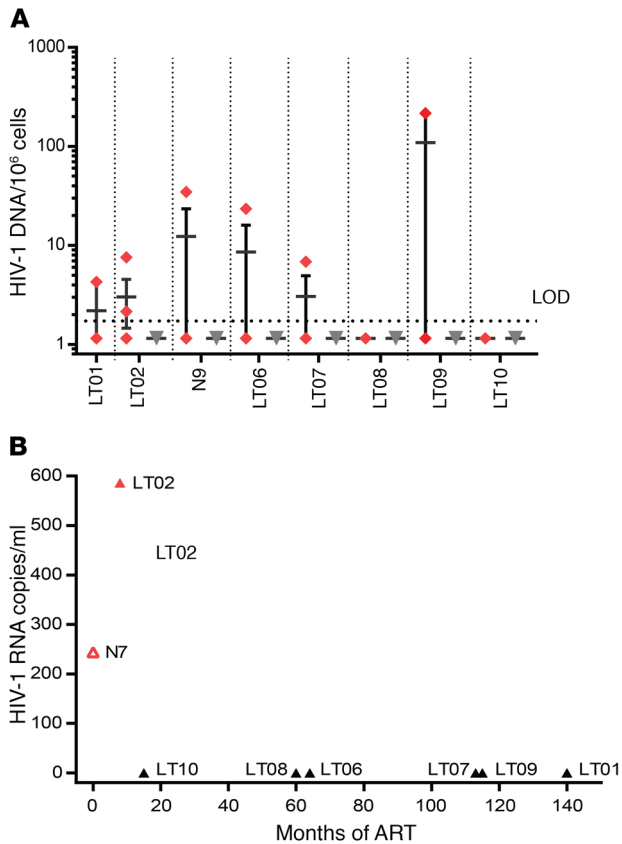 A
1000
100
10
1
HIV-1 DNA/10⁶ cells
LOD
LT01
LT02
N9
LT06
LT07
LT08
LT09
LT10
B
600
500
400
300
200
100
0
HIV-1 RNA copies/ml
LT02
LT02
N7
LT10
LT08
LT06
LT07
LT09
LT01
0 20 40 60 80 100 120 140
Months of ART